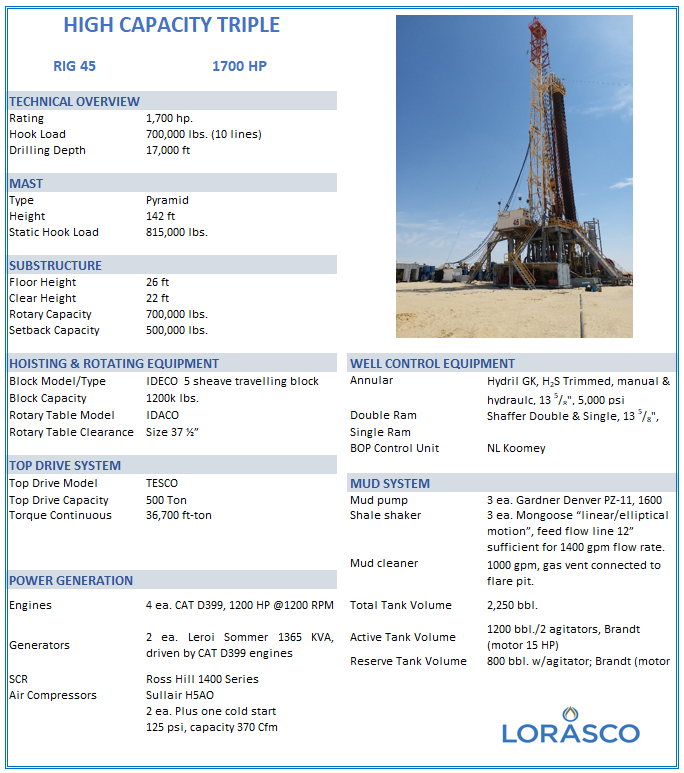 HIGH CAPACITY TRIPLE
RIG 45 1700 HP
TECHNICAL OVERVIEW
Rating 1,700 hp.
Hook Load 700,000 lbs. (10 lines)
Drilling Depth 17,000 ft
MAST
Type Pyramid
Height 142 ft
Static Hook Load 815,000 lbs.
SUBSTRUCTURE
Floor Height 26 ft
Clear Height 22 ft
Rotary Capacity 700,000 lbs.
Setback Capacity 500,000 lbs.
HOISTING & ROTATING EQUIPMENT
Block Model/Type IDECO 5 sheave travelling block
Block Capacity 1200k lbs.
Rotary Table Model IDACO
Rotary Table Clearance Size 37 ½”
TOP DRIVE SYSTEM
Top Drive Model TESCO
Top Drive Capacity 500 Ton
Torque Continuous 36,700 ft-ton
POWER GENERATION
Engines 4 ea. CAT D399, 1200 HP @1200 RPM
Generators 2 ea. Leroi Sommer 1365 KVA,
driven by CAT D399 engines
SCR Ross Hill 1400 Series
Air Compressors Sullair H5AO
2 ea. Plus one cold start
125 psi, capacity 370 Cfm
WELL CONTROL EQUIPMENT
Annular Hydril GK, H₂S Trimmed, manual &
hydraulc, 13 ⁵/₈", 5,000 psi
Double Ram Shaffer Double & Single, 13 ⁵/₈",
Single Ram
BOP Control Unit NL Koomey
MUD SYSTEM
Mud pump 3 ea. Gardner Denver PZ-11, 1600
Shale shaker 3 ea. Mongoose “linear/elliptical
motion”, feed flow line 12”
sufficient for 1400 gpm flow rate.
Mud cleaner 1000 gpm, gas vent connected to
flare pit.
Total Tank Volume 2,250 bbl.
Active Tank Volume 1200 bbl./2 agitators, Brandt
(motor 15 HP)
Reserve Tank Volume 800 bbl. w/agitator; Brandt (motor
LORASCO